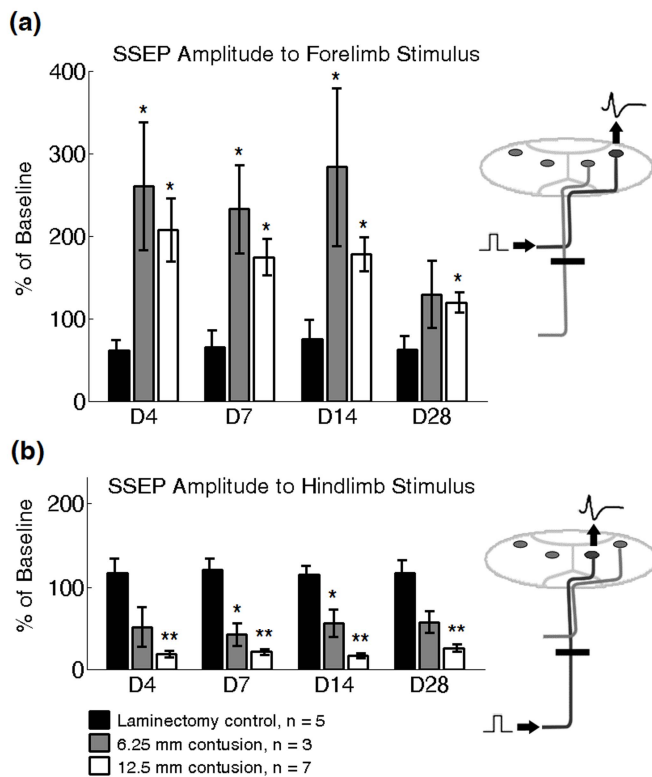 (a)
SSEP Amplitude to Forelimb Stimulus
400
300
200
100
0
% of Baseline
* * * * * * *
D4 D7 D14 D28
(b)
SSEP Amplitude to Hindlimb Stimulus
200
100
0
% of Baseline
** * ** * ** **
D4 D7 D14 D28
Laminectomy control, n = 5
6.25 mm contusion, n = 3
12.5 mm contusion, n = 7